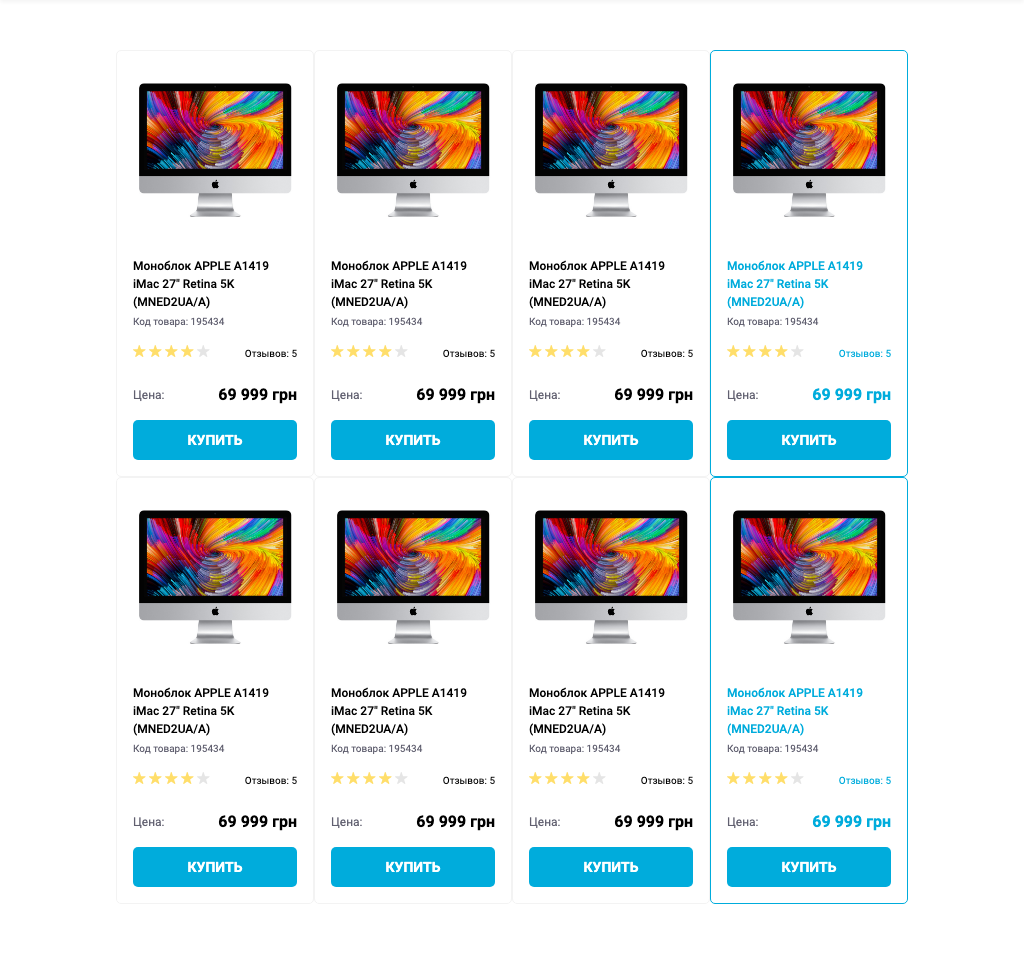 Моноблок APPLE A1419
iMac 27" Retina 5K
(MNED2UA/A)
Код товара: 195434
Отзывов: 5
Цена: 69 999 грн
КУПИТЬ
Моноблок APPLE A1419
iMac 27" Retina 5K
(MNED2UA/A)
Код товара: 195434
Отзывов: 5
Цена: 69 999 грн
КУПИТЬ
Моноблок APPLE A1419
iMac 27" Retina 5K
(MNED2UA/A)
Код товара: 195434
Отзывов: 5
Цена: 69 999 грн
КУПИТЬ
Моноблок APPLE A1419
iMac 27" Retina 5K
(MNED2UA/A)
Код товара: 195434
Отзывов: 5
Цена: 69 999 грн
КУПИТЬ
Моноблок APPLE A1419
iMac 27" Retina 5K
(MNED2UA/A)
Код товара: 195434
Отзывов: 5
Цена: 69 999 грн
КУПИТЬ
Моноблок APPLE A1419
iMac 27" Retina 5K
(MNED2UA/A)
Код товара: 195434
Отзывов: 5
Цена: 69 999 грн
КУПИТЬ
Моноблок APPLE A1419
iMac 27" Retina 5K
(MNED2UA/A)
Код товара: 195434
Отзывов: 5
Цена: 69 999 грн
КУПИТЬ
Моноблок APPLE A1419
iMac 27" Retina 5K
(MNED2UA/A)
Код товара: 195434
Отзывов: 5
Цена: 69 999 грн
КУПИТЬ